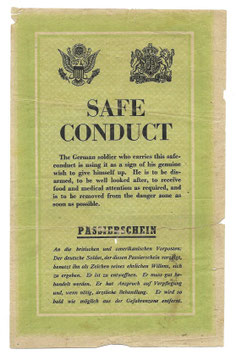 SAFE
CONDUCT
The German soldier who carries this safe-
conduct is using it as a sign of his genuine
wish to give himself up. He is to be dis-
armed, to be well looked after, to receive
food and medical attention as required, and
is to be removed from the danger zone as
soon as possible.
PASSIERSCHEIN
An die britischen und amerikanischen Vorposten:
Der deutsche Soldat, der diesen Passierschein vorzeigt,
benutzt ihn als Zeichen seines ehrlichen Willens, sich
zu ergeben. Er ist zu entwaffnen. Er muss gut be-
handelt werden. Er hat Anspruch auf Verpflegung
und, wenn nötig, ärztliche Behandlung. Er wird so
bald wie möglich aus der Gefahrenzone entfernt.